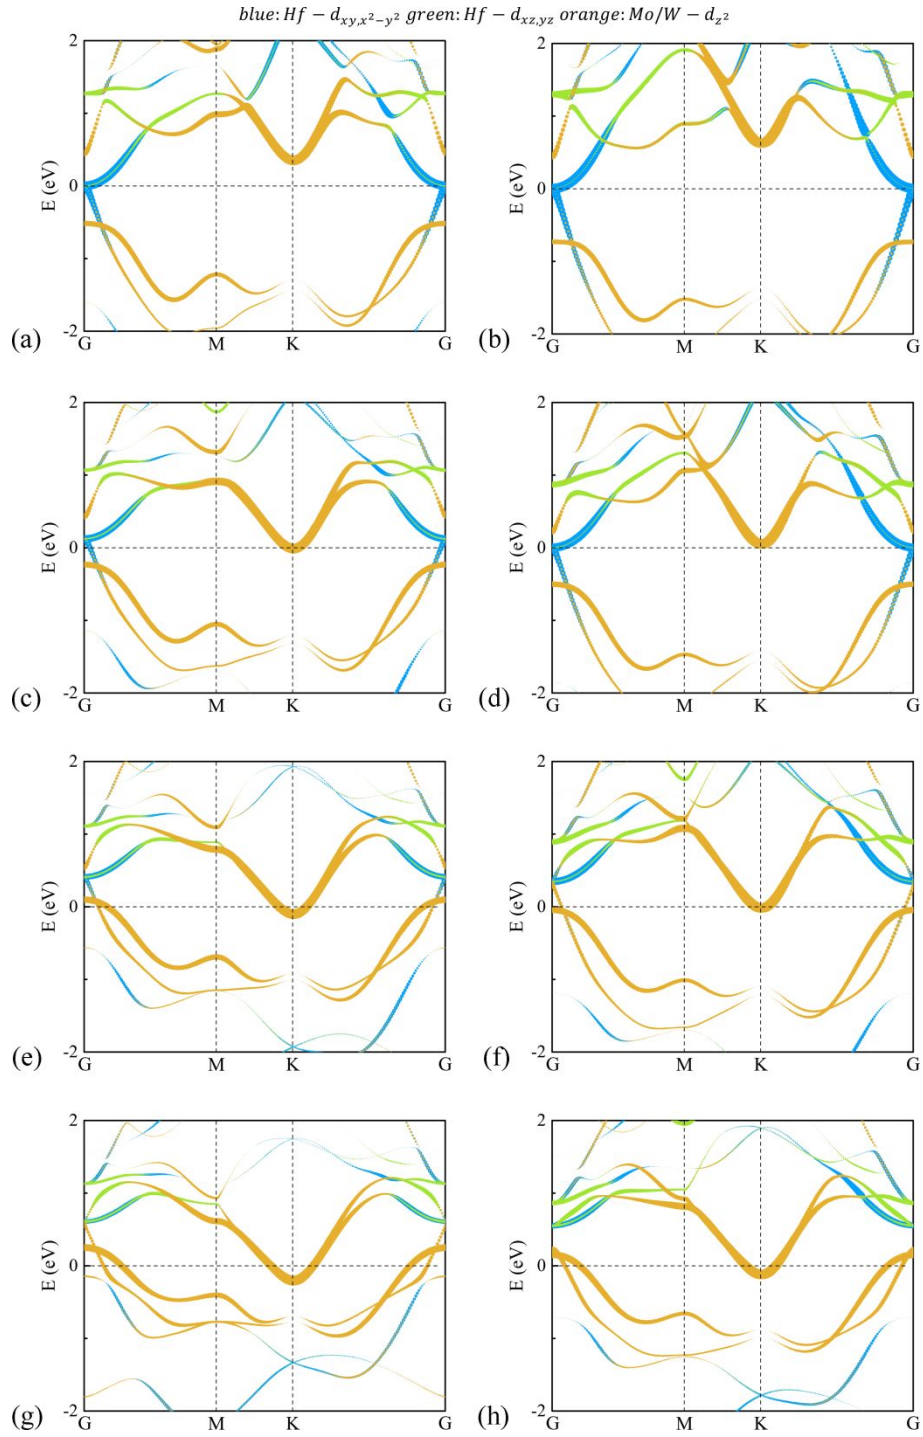 blue: Hf − d_{xy,x²−y²} green: Hf − d_{xz,yz} orange: Mo/W − d_{z²}
2
2
E (eV)
0
E (eV)
0
-2
-2
(a)
G
M
K
G
(b)
G
M
K
G
2
2
E (eV)
0
E (eV)
0
-2
-2
(c)
G
M
K
G
(d)
G
M
K
G
2
2
E (eV)
0
E (eV)
0
-2
-2
(e)
G
M
K
G
(f)
G
M
K
G
2
2
E (eV)
0
E (eV)
0
-2
-2
(g)
G
M
K
G
(h)
G
M
K
G